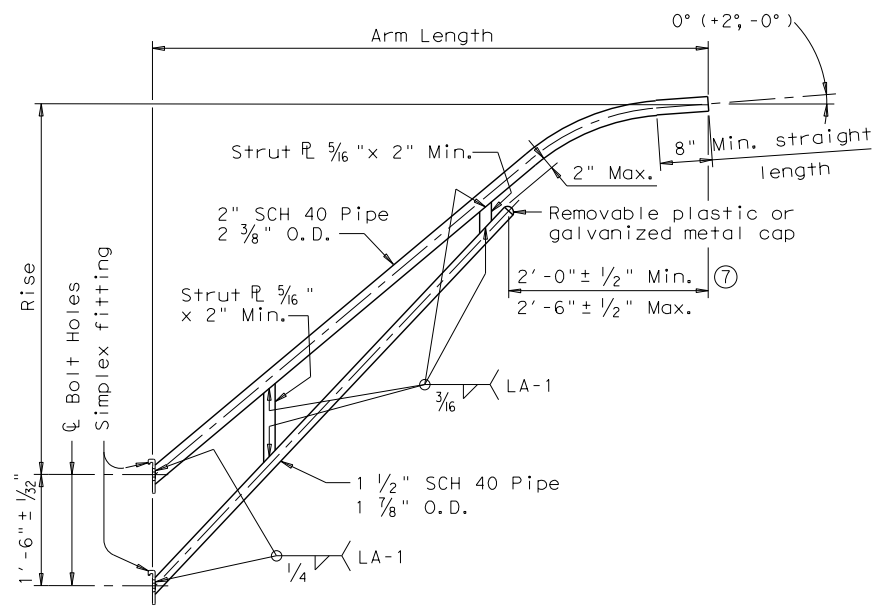 0° (+2°, -0°)
Arm Length
8" Min. straight
length
Strut ℄ 5/16 "x 2" Min.
2" Max.
2" SCH 40 Pipe
2 3/8" O.D.
Removable plastic or
galvanized metal cap
2'-0"± 1/2" Min. ⑦
2'-6"± 1/2" Max.
Strut ℄ 5/16 "
x 2" Min.
Rise
℄ Bolt Holes
Simplex fitting
3/16 LA-1
1 1/2" SCH 40 Pipe
1 7/8" O.D.
1'-6"± 1/32"
1/4 LA-1